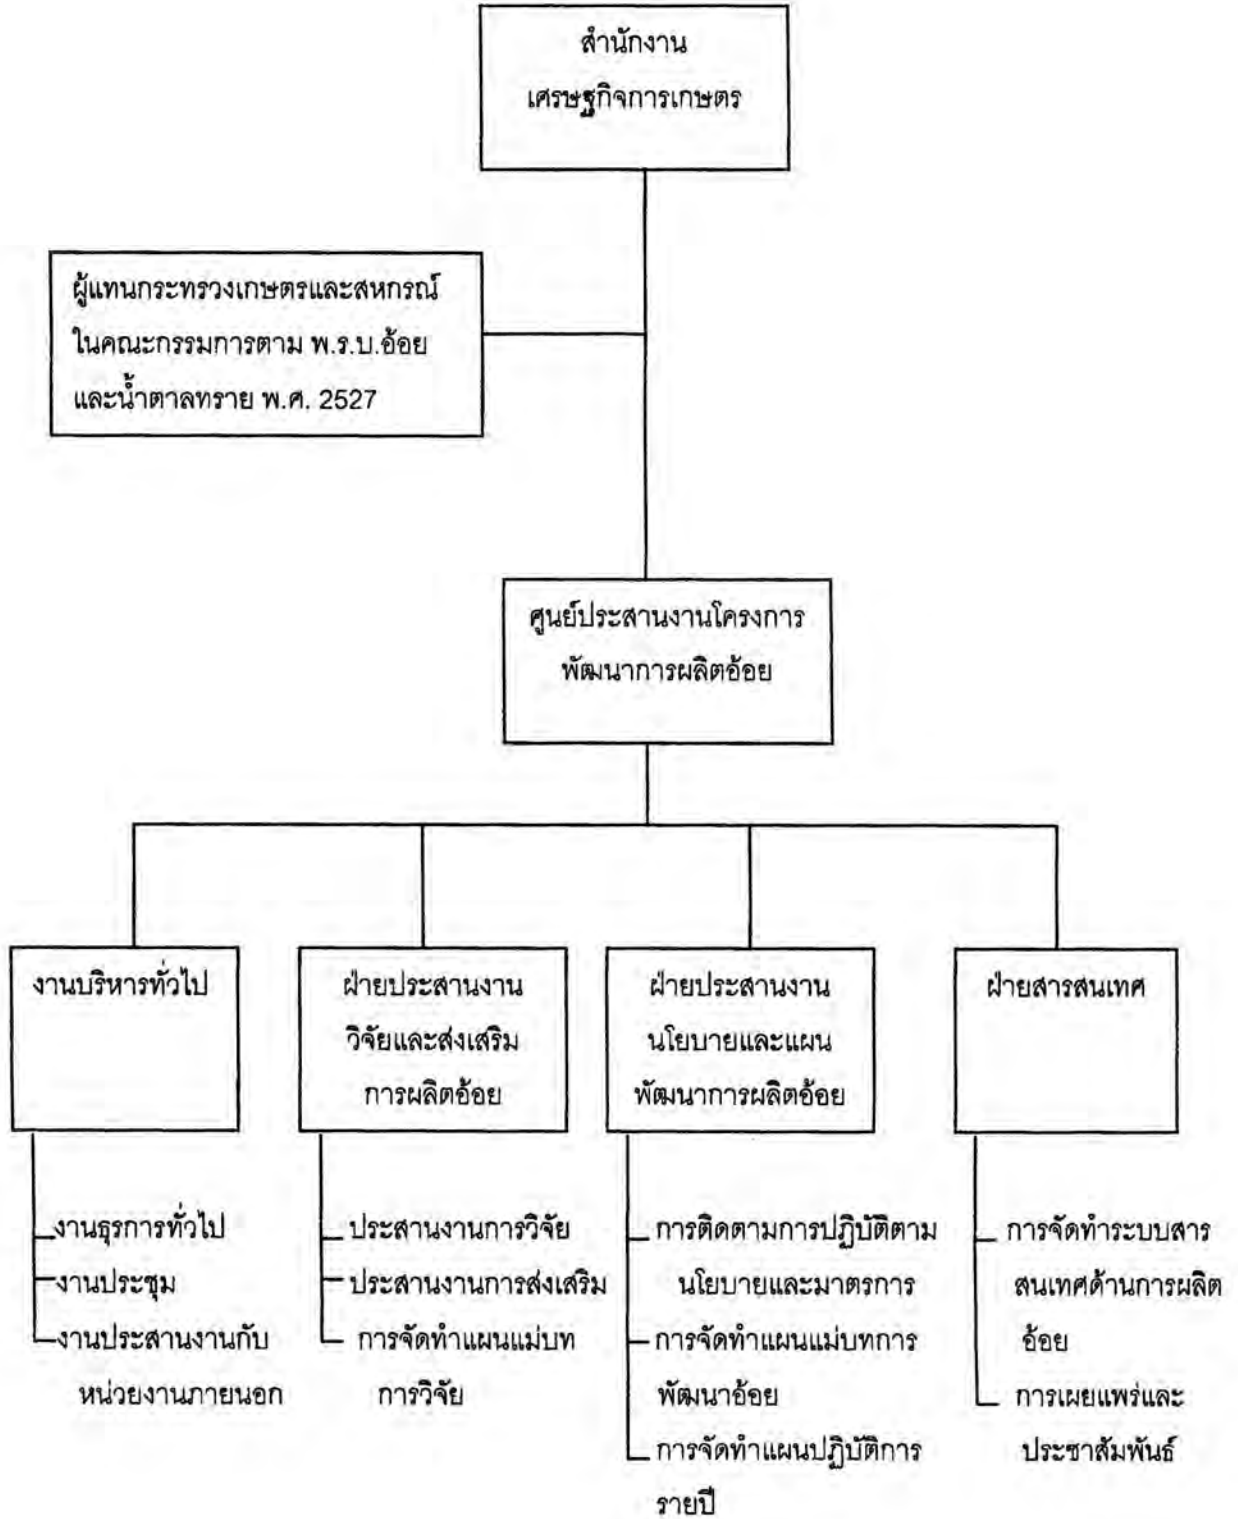 สำนักงาน
เศรษฐกิจการเกษตร
ผู้แทนกระทรวงเกษตรและสหกรณ์
ในคณะกรรมการตาม พ.ร.บ.อ้อย
และน้ำตาลทราย พ.ศ. 2527
ศูนย์ประสานงานโครงการ
พัฒนาการผลิตอ้อย
งานบริหารทั่วไป
ฝ่ายประสานงาน
วิจัยและส่งเสริม
การผลิตอ้อย
ฝ่ายประสานงาน
นโยบายและแผน
พัฒนาการผลิตอ้อย
ฝ่ายสารสนเทศ
งานธุรการทั่วไป
งานประชุม
งานประสานงานกับ
หน่วยงานภายนอก
ประสานงานการวิจัย
ประสานงานการส่งเสริม
การจัดทำแผนแม่บท
การวิจัย
การติดตามการปฏิบัติตาม
นโยบายและมาตรการ
การจัดทำแผนแม่บทการ
พัฒนาอ้อย
การจัดทำแผนปฏิบัติการ
รายปี
การจัดทำระบบสาร
สนเทศด้านการผลิต
อ้อย
การเผยแพร่และ
ประชาสัมพันธ์